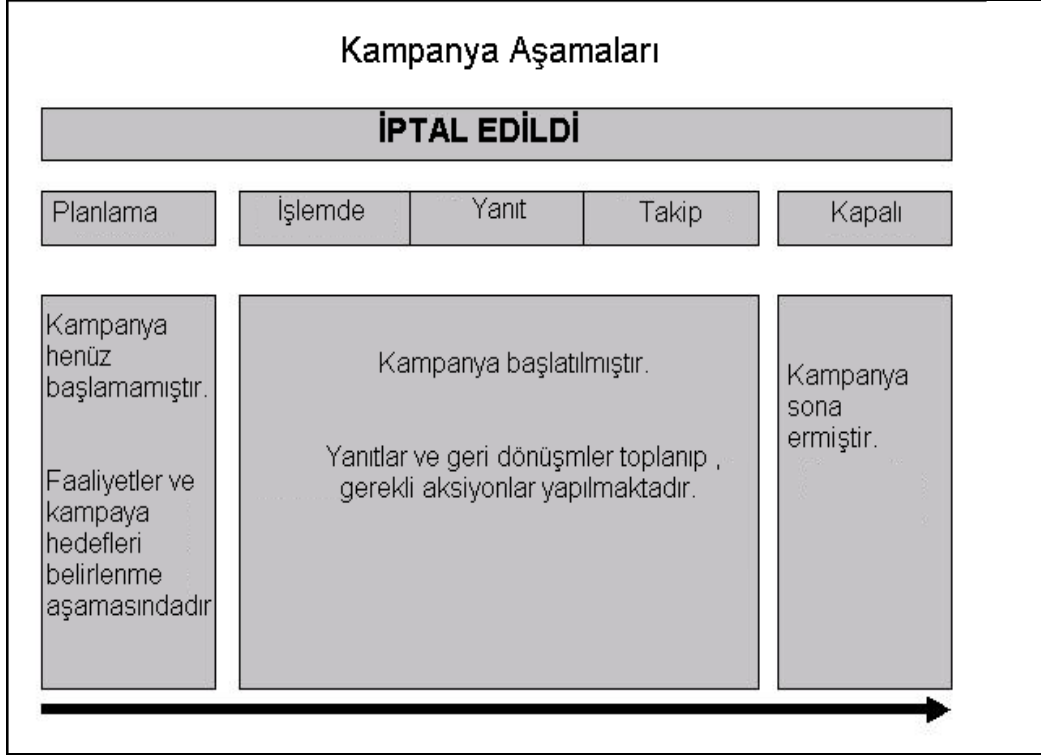 Kampanya Aşamaları
İPTAL EDİLDİ
Planlama
İşlemde
Yanıt
Takip
Kapalı
Kampanya
henüz
başlamamıştır.
Faaliyetler ve
kampaya
hedefleri
belirlenme
aşamasındadır
Kampanya başlatılmıştır.
Yanıtlar ve geri dönüşmler toplanıp ,
gerekli aksiyonlar yapılmaktadır.
Kampanya
sona
ermiştir.